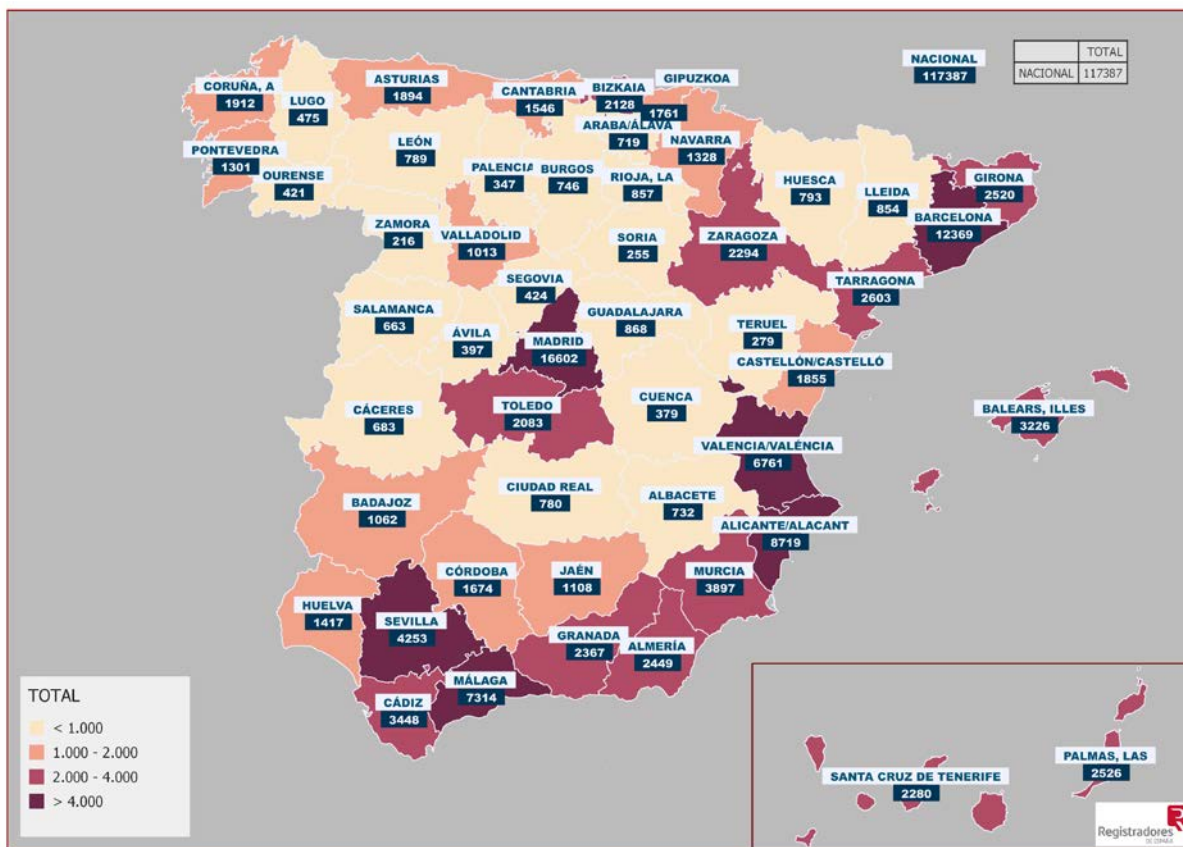 NACIONAL
117387
TOTAL
NACIONAL 117387
CORUÑA, A
1912
LUGO
475
ASTURIAS
1894
CANTABRIA
1546
BIZKAIA
2128
GIPUZKOA
1761
ARABA/ÁLAVA
719
NAVARRA
1328
PONTEVEDRA
1301
OURENSE
421
LEÓN
789
PALENCIA
347
BURGOS
746
RIOJA, LA
857
HUESCA
793
LLEIDA
854
GIRONA
2520
BARCELONA
12369
ZAMORA
216
VALLADOLID
1013
SORIA
255
ZARAGOZA
2294
TARRAGONA
2603
SEGOVIA
424
SALAMANCA
663
ÁVILA
397
MADRID
16602
GUADALAJARA
868
TERUEL
279
CASTELLÓN/CASTELLÓ
1855
CÁCERES
683
TOLEDO
2083
CUENCA
379
BALEARS, ILLES
3226
VALENCIA/VALÈNCIA
6761
BADAJOZ
1062
CIUDAD REAL
780
ALBACETE
732
ALICANTE/ALACANT
8719
CÓRDOBA
1674
JAÉN
1108
MURCIA
3897
HUELVA
1417
SEVILLA
4253
GRANADA
2367
ALMERÍA
2449
CÁDIZ
3448
MÁLAGA
7314
TOTAL
< 1.000
1.000 - 2.000
2.000 - 4.000
> 4.000
SANTA CRUZ DE TENERIFE
2280
PALMAS, LAS
2526
Registradores
DE ESPAÑA